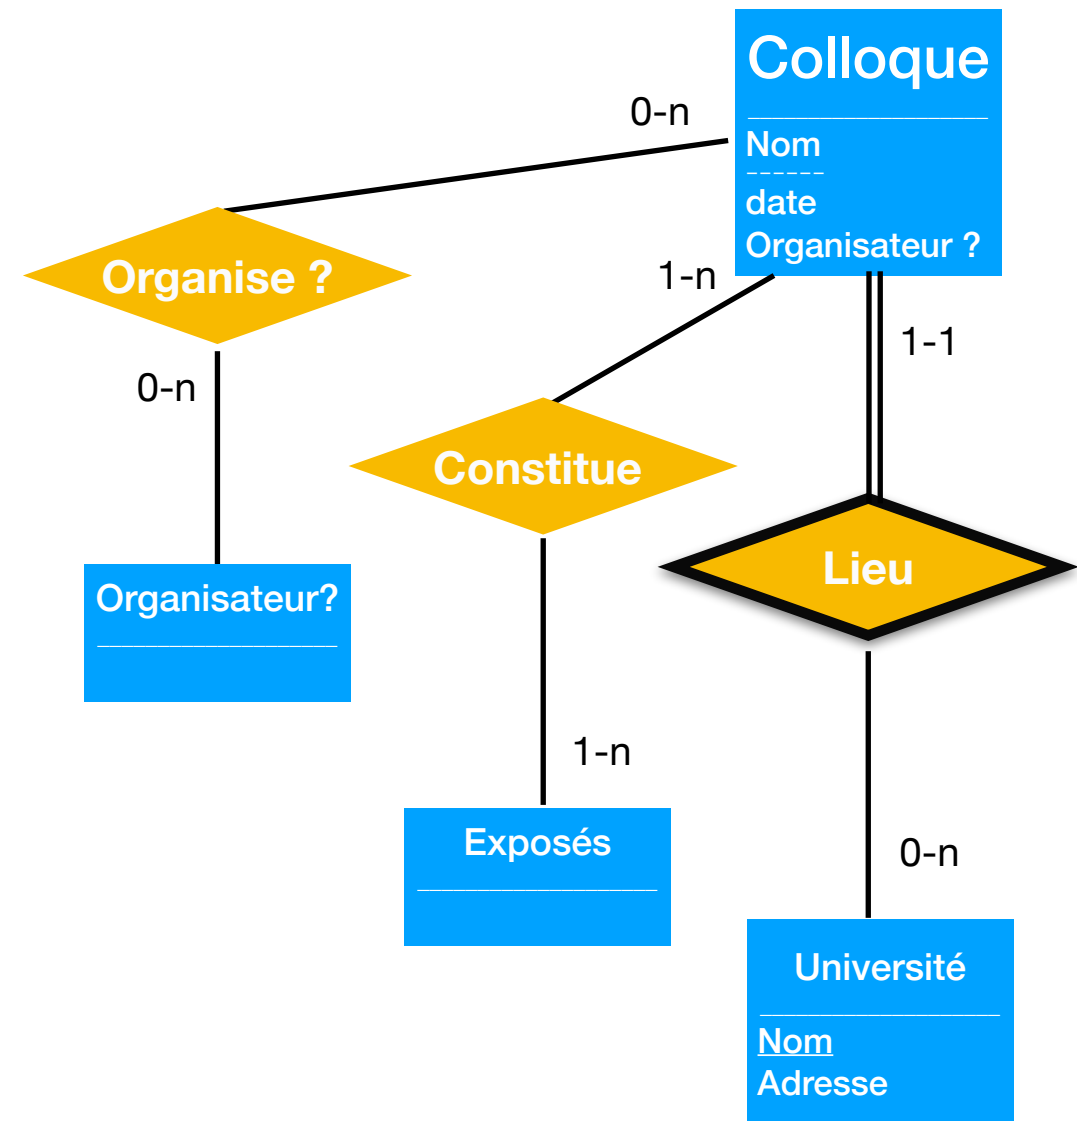 Colloque
Nom
date
Organisateur ?
0-n
Organise ?
0-n
Organisateur?
1-n
Constitue
1-n
Exposés
1-1
Lieu
0-n
Université
Nom
Adresse